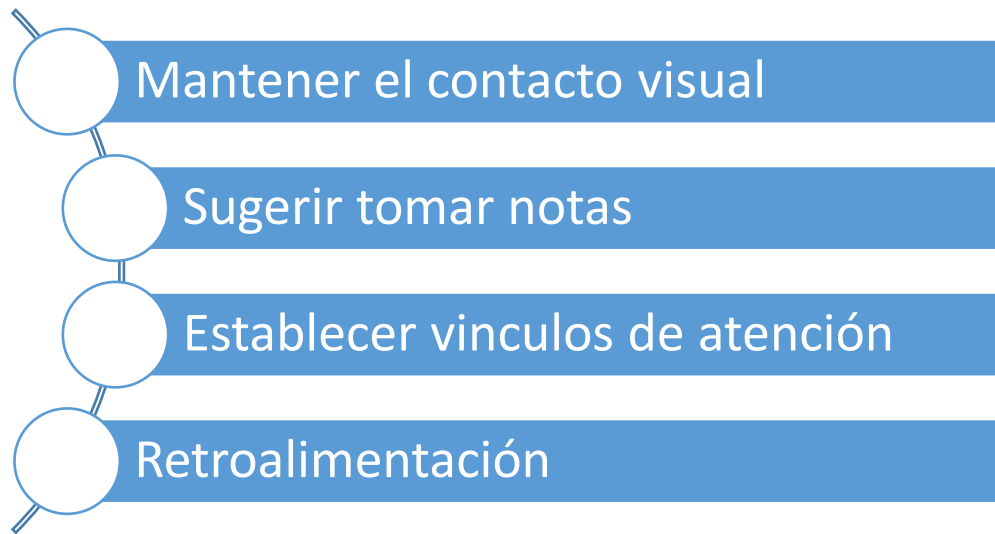 Mantener el contacto visual
Sugerir tomar notas
Establecer vinculos de atención
Retroalimentación